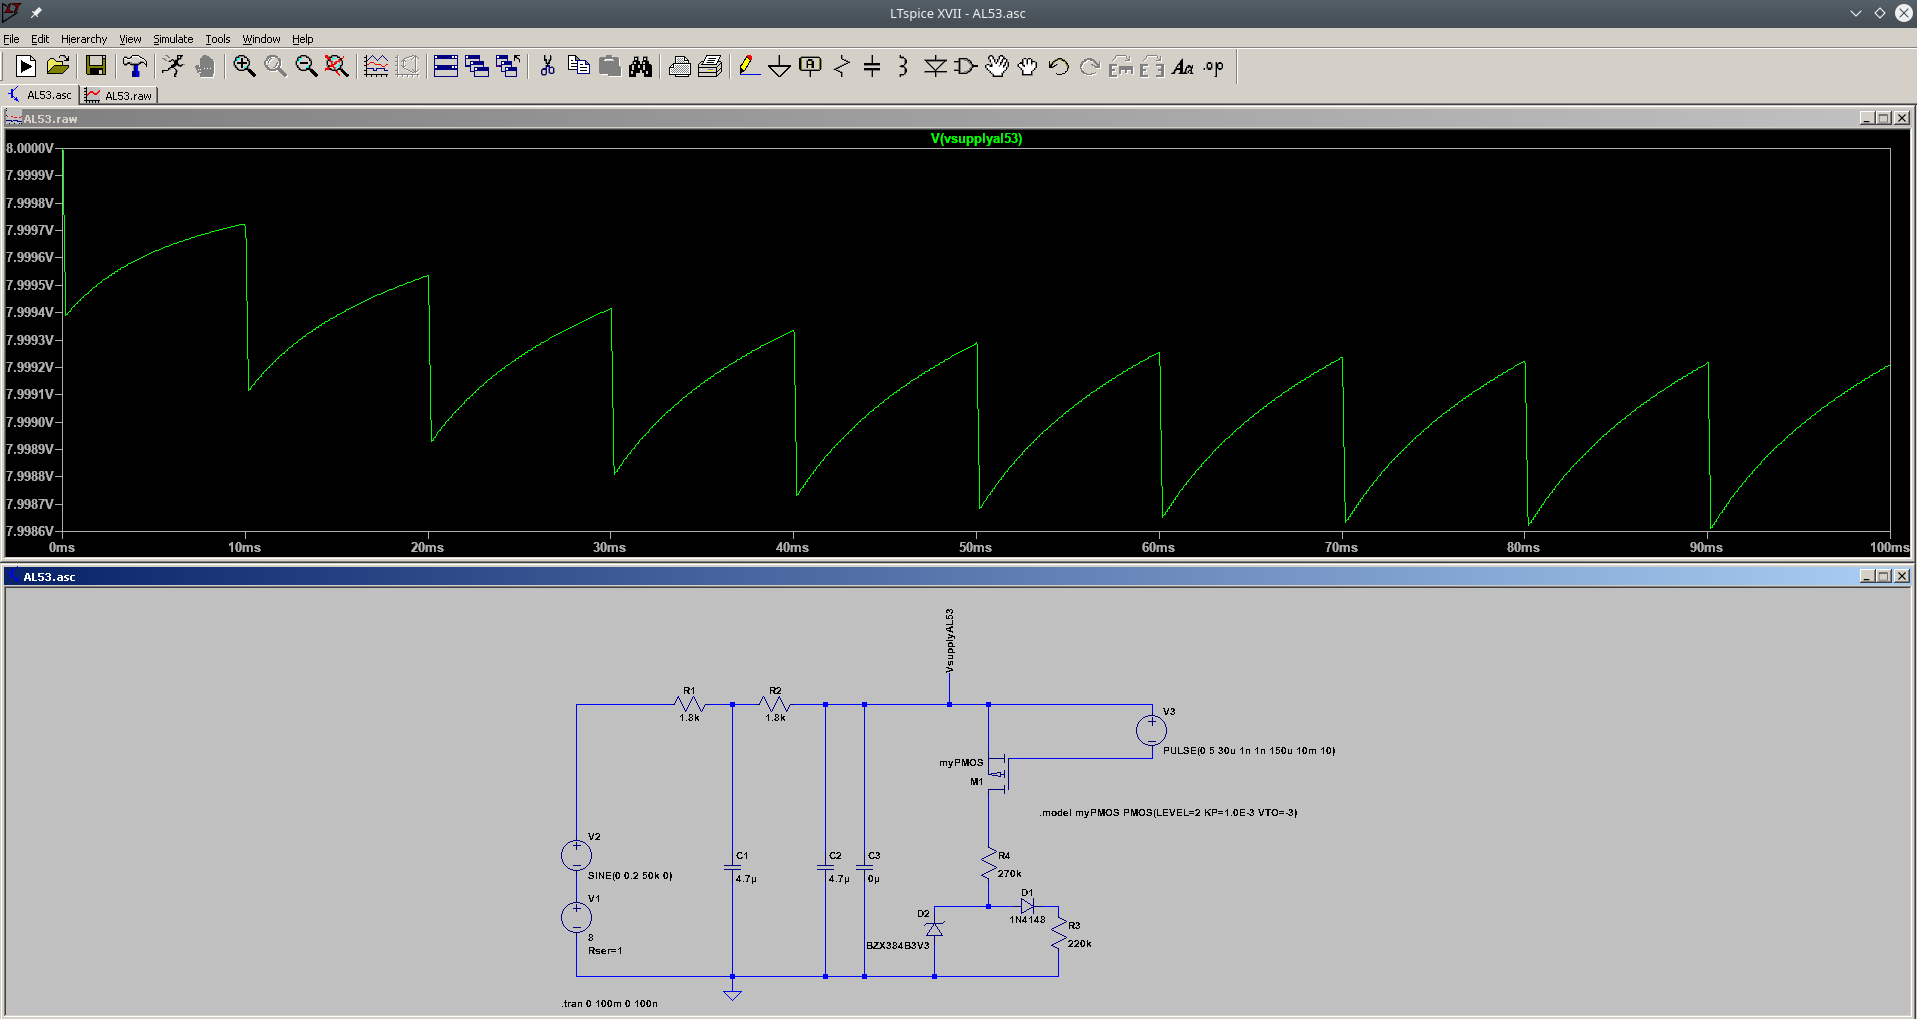 LTspice XVII - AL53.asc
File Edit Hierarchy View Simulate Tools Window Help
AL53.asc AL53.raw
AL53.raw
V(vsupplyal53)
8.0000V
7.9999V
7.9998V
7.9997V
7.9996V
7.9995V
7.9994V
7.9993V
7.9992V
7.9991V
7.9990V
7.9989V
7.9988V
7.9987V
7.9986V
0ms 10ms 20ms 30ms 40ms 50ms 60ms 70ms 80ms 90ms 100ms
AL53.asc
VsupplyAL53
R1
1.8k
R2
1.8k
V3
PULSE(0 5 30u 1n 1n 150u 10m 10)
myPMOS
M1
.model myPMOS PMOS(LEVEL=2 KP=1.0E-3 VTO=-3)
V2
SINE(0 0.2 50k 0)
C1
4.7µ
C2
4.7µ
C3
0µ
R4
270k
V1
8
Rser=1
D1
1N4148
D2
BZX384B3V3
R3
220k
.tran 0 100m 0 100n